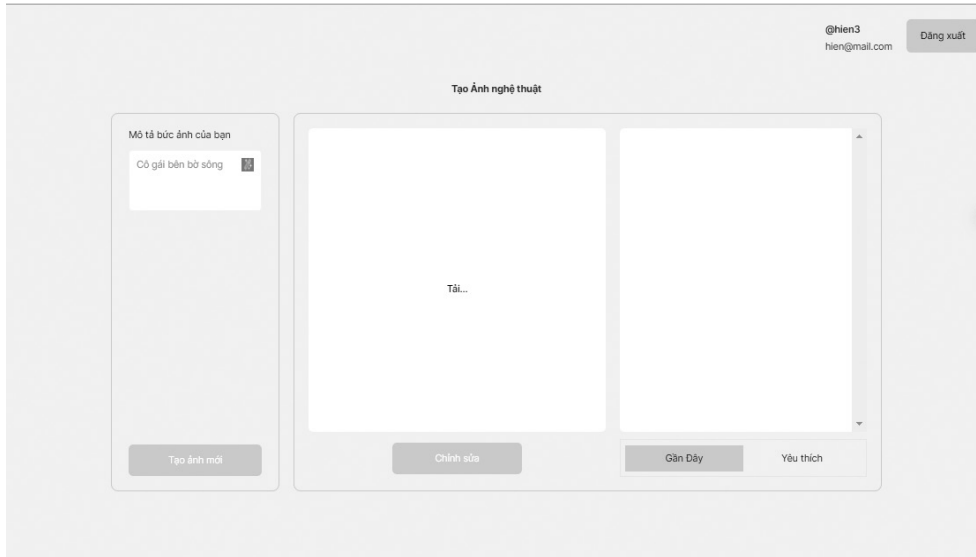 @hien3
hien@mail.com
Đăng xuất
Tạo Ảnh nghệ thuật
Mô tả bức ảnh của bạn
Cô gái bên bờ sông
Tạo ảnh mới
Tải...
Chỉnh sửa
Gần Đây
Yêu thích